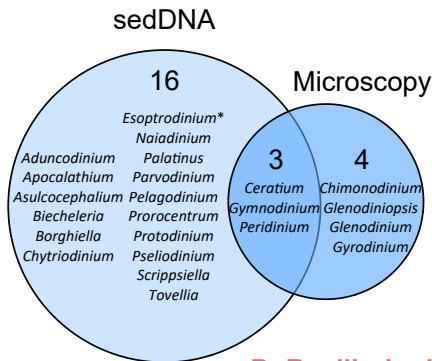 sedDNA
Microscopy
16
Aduncodinium
Apocalathium
Asulcocephalium
Biecheleria
Borghiella
Chytriodinium
Esoptrodinium*
Naiadinium
Palatinus
Parvodinium
Pelagodinium
Prorocentrum
Protodinium
Pseliodinium
Scrippsiella
Tovellia
3
Ceratium
Gymnodinium
Peridinium
4
Chimonodinium
Glenodiniopsis
Glenodinium
Gyrodinium